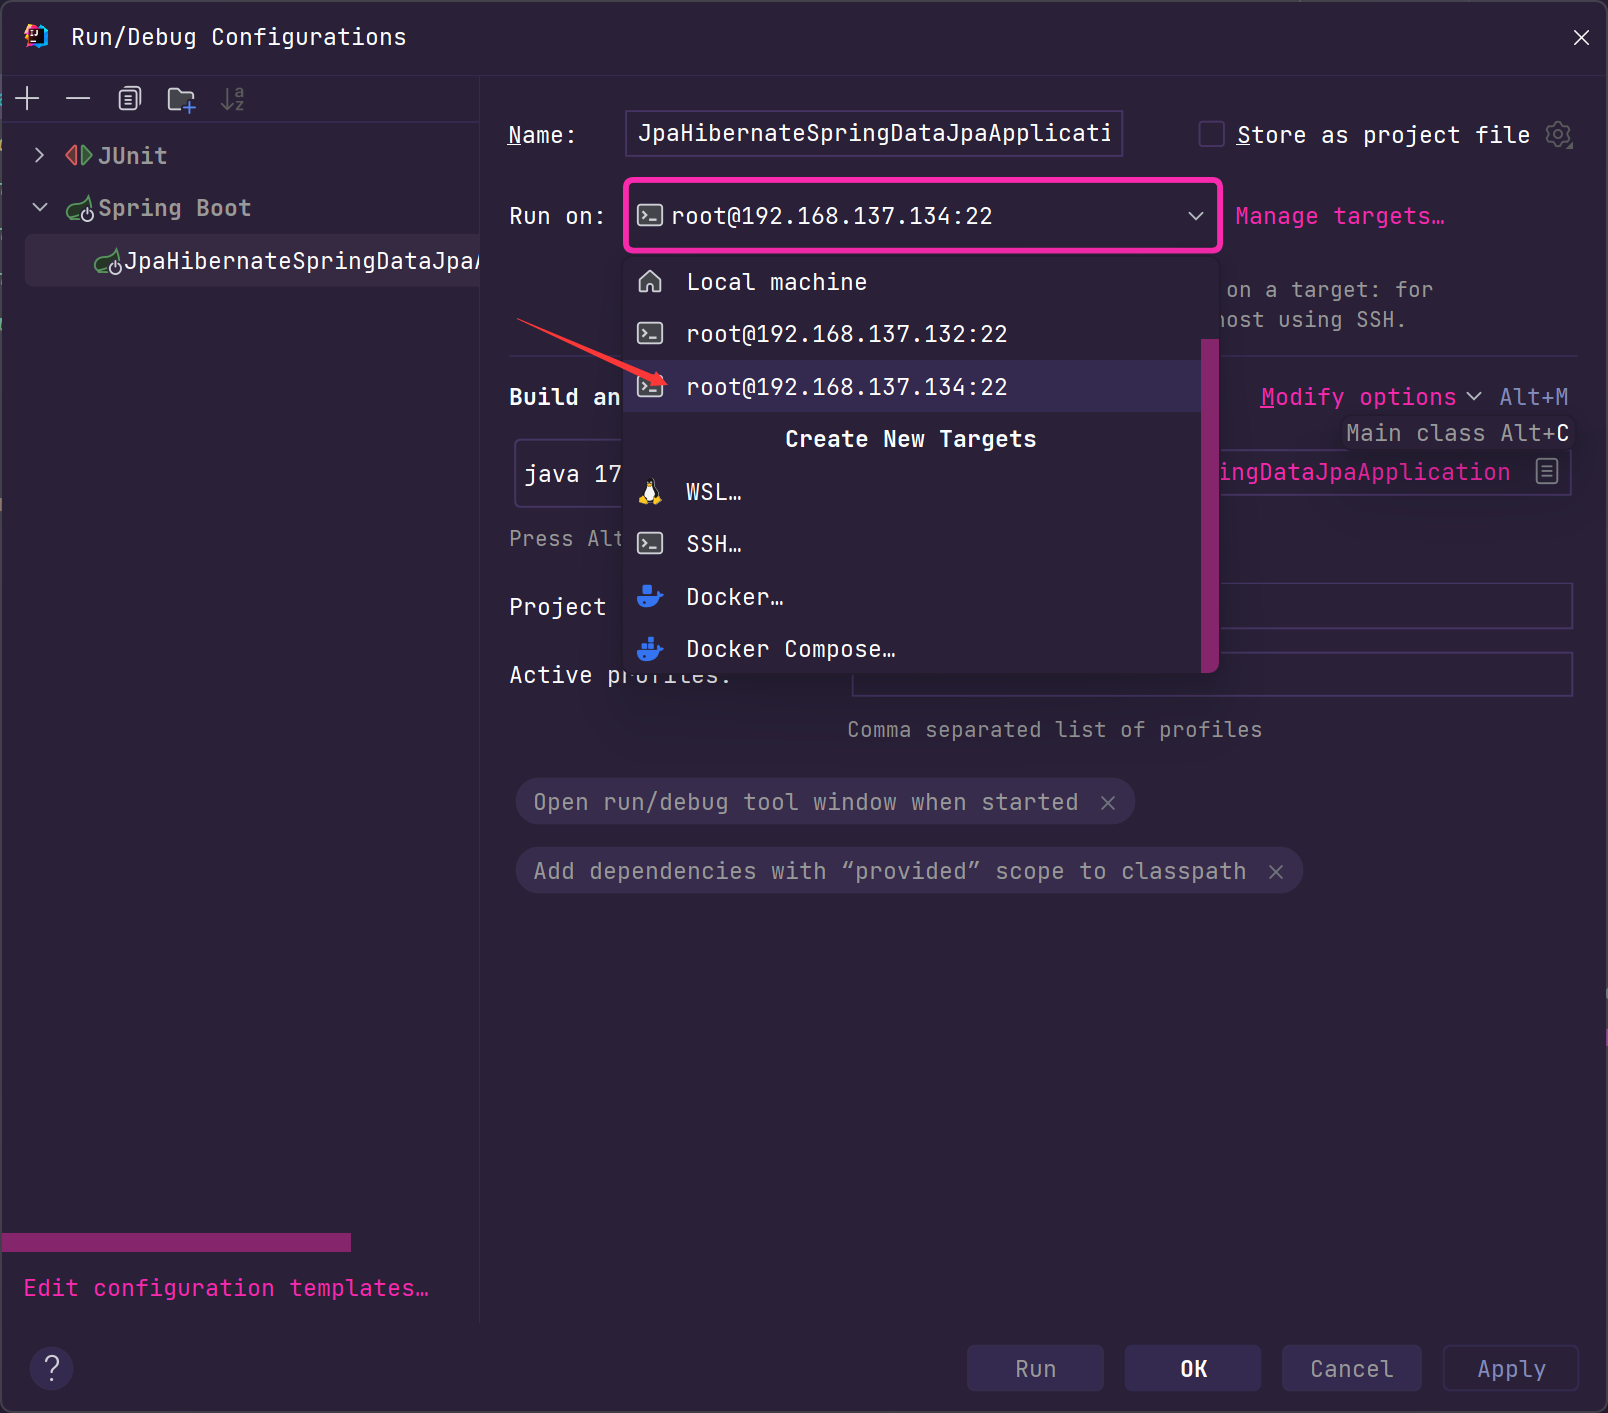 Run/Debug Configurations
JUnit
Spring Boot
JpaHibernateSpringDataJpaA
Name:
JpaHibernateSpringDataJpaApplicati
Store as project file
Run on:
root@192.168.137.134:22
Manage targets…
Local machine
root@192.168.137.132:22
root@192.168.137.134:22
Create New Targets
WSL…
SSH…
Docker…
Docker Compose…
on a target: for
host using SSH.
Build an
Modify options
Alt+M
Main class Alt+C
java 17
ingDataJpaApplication
Press Alt
Project
Active profiles:
Comma separated list of profiles
Open run/debug tool window when started
Add dependencies with “provided” scope to classpath
Edit configuration templates…
?
Run
OK
Cancel
Apply